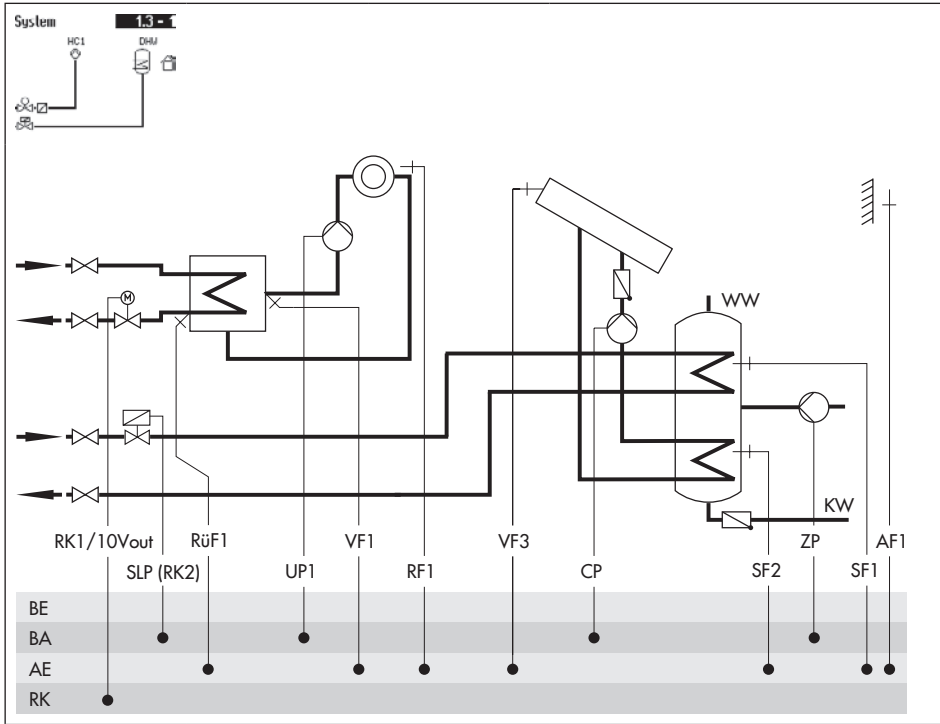 System 1.3 - 1
HC1 DHW
M
WW
KW
RK1/10Vout RüF1 VF1 VF3 ZP AF1
SLP (RK2) UP1 RF1 CP SF2 SF1
BE
BA
AE
RK